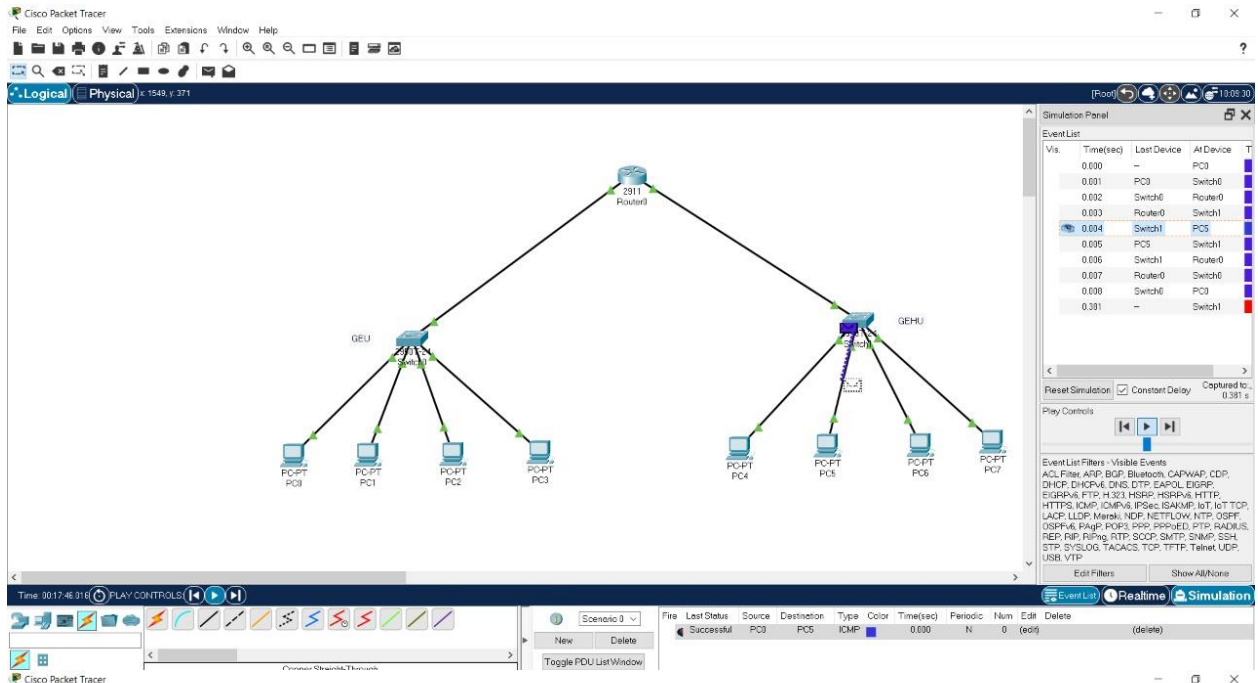 Cisco Packet Tracer
File Edit Options View Tools Extensions Window Help
?
Logical Physical x: 1549, y: 371
[Root] 10:09:30
Simulation Panel
Event List
Vis. Time(sec) Last Device At Device T
0.000 -- PC0
0.001 PC0 Switch0
0.002 Switch0 Router0
0.003 Router0 Switch1
0.004 Switch1 PC5
0.005 PC5 Switch1
0.006 Switch1 Router0
0.007 Router0 Switch0
0.008 Switch0 PC0
0.381 -- Switch1
Reset Simulation Constant Delay Captured to:
0.381 s
Play Controls
Event List Filters - Visible Events
ACL Filter, ARP, BGP, Bluetooth, CAPWAP, CDP,
DHCP, DHCPv6, DNS, DTP, EAPOL, EIGRP,
EIGRPv6, FTP, H.323, HSRP, HSRPv6, HTTP,
HTTPS, ICMP, ICMPv6, IPSec, ISAKMP, IoT, IoT TCP,
LACP, LLDP, Meraki, NDP, NETFLOW, NTP, OSPF,
OSPFv6, PAgP, POP3, PPP, PPPoED, PTP, RADIUS,
REP, RIP, RIPng, RTP, SCCP, SMTP, SNMP, SSH,
STP, SYSLOG, TACACS, TCP, TFTP, Telnet, UDP,
USB, VTP
Edit Filters Show All/None
2911
Router0
GEU
Switch0
GEHU
PC-PT
PC0
PC-PT
PC1
PC-PT
PC2
PC-PT
PC3
PC-PT
PC4
PC-PT
PC5
PC-PT
PC6
PC-PT
PC7
Time: 00:17:46.016 PLAY CONTROLS:
Event List Realtime Simulation
Scenario 0
New Delete
Toggle PDU List Window
Fire Last Status Source Destination Type Color Time(sec) Periodic Num Edit Delete
Successful PC0 PC5 ICMP 0.000 N 0 (edit) (delete)
Copper Straight-Through
Cisco Packet Tracer